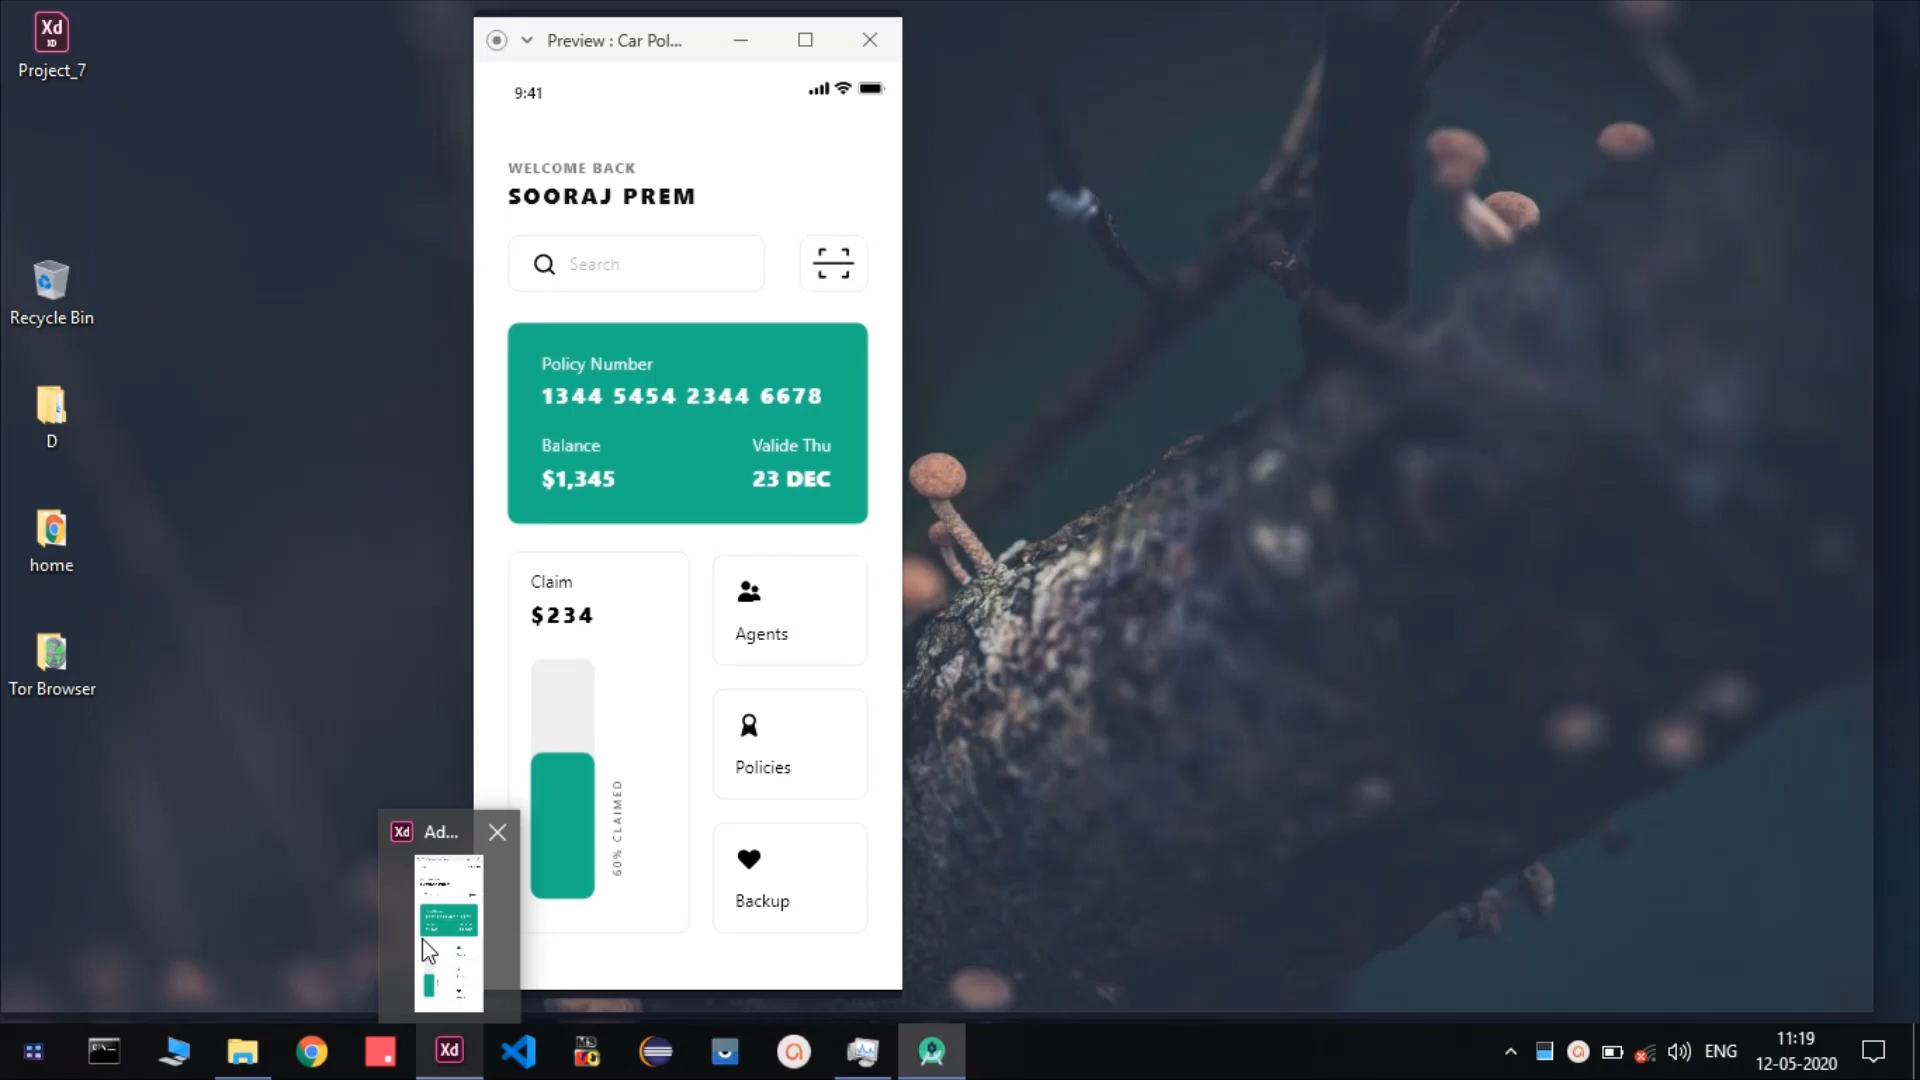 Xd
XD
Project_7
Recycle Bin
D
home
Tor Browser
Preview : Car Pol...
9:41
WELCOME BACK
SOORAJ PREM
Search
Policy Number
1344 5454 2344 6678
Balance
Valide Thu
$1,345
23 DEC
Claim
$234
60% CLAIMED
Agents
Policies
Backup
Xd
Ad...
Xd
ENG
11:19
12-05-2020